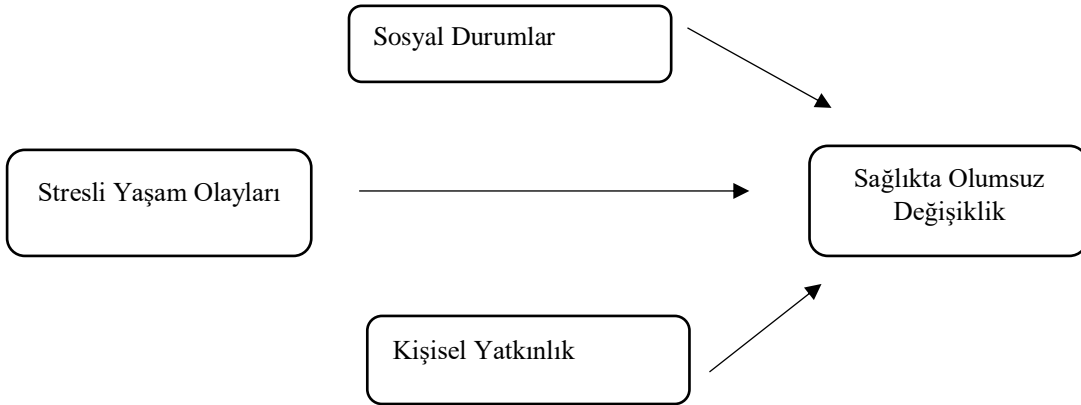 Sosyal Durumlar
Stresli Yaşam Olayları
Sağlıkta Olumsuz
Değişiklik
Kişisel Yatkınlık